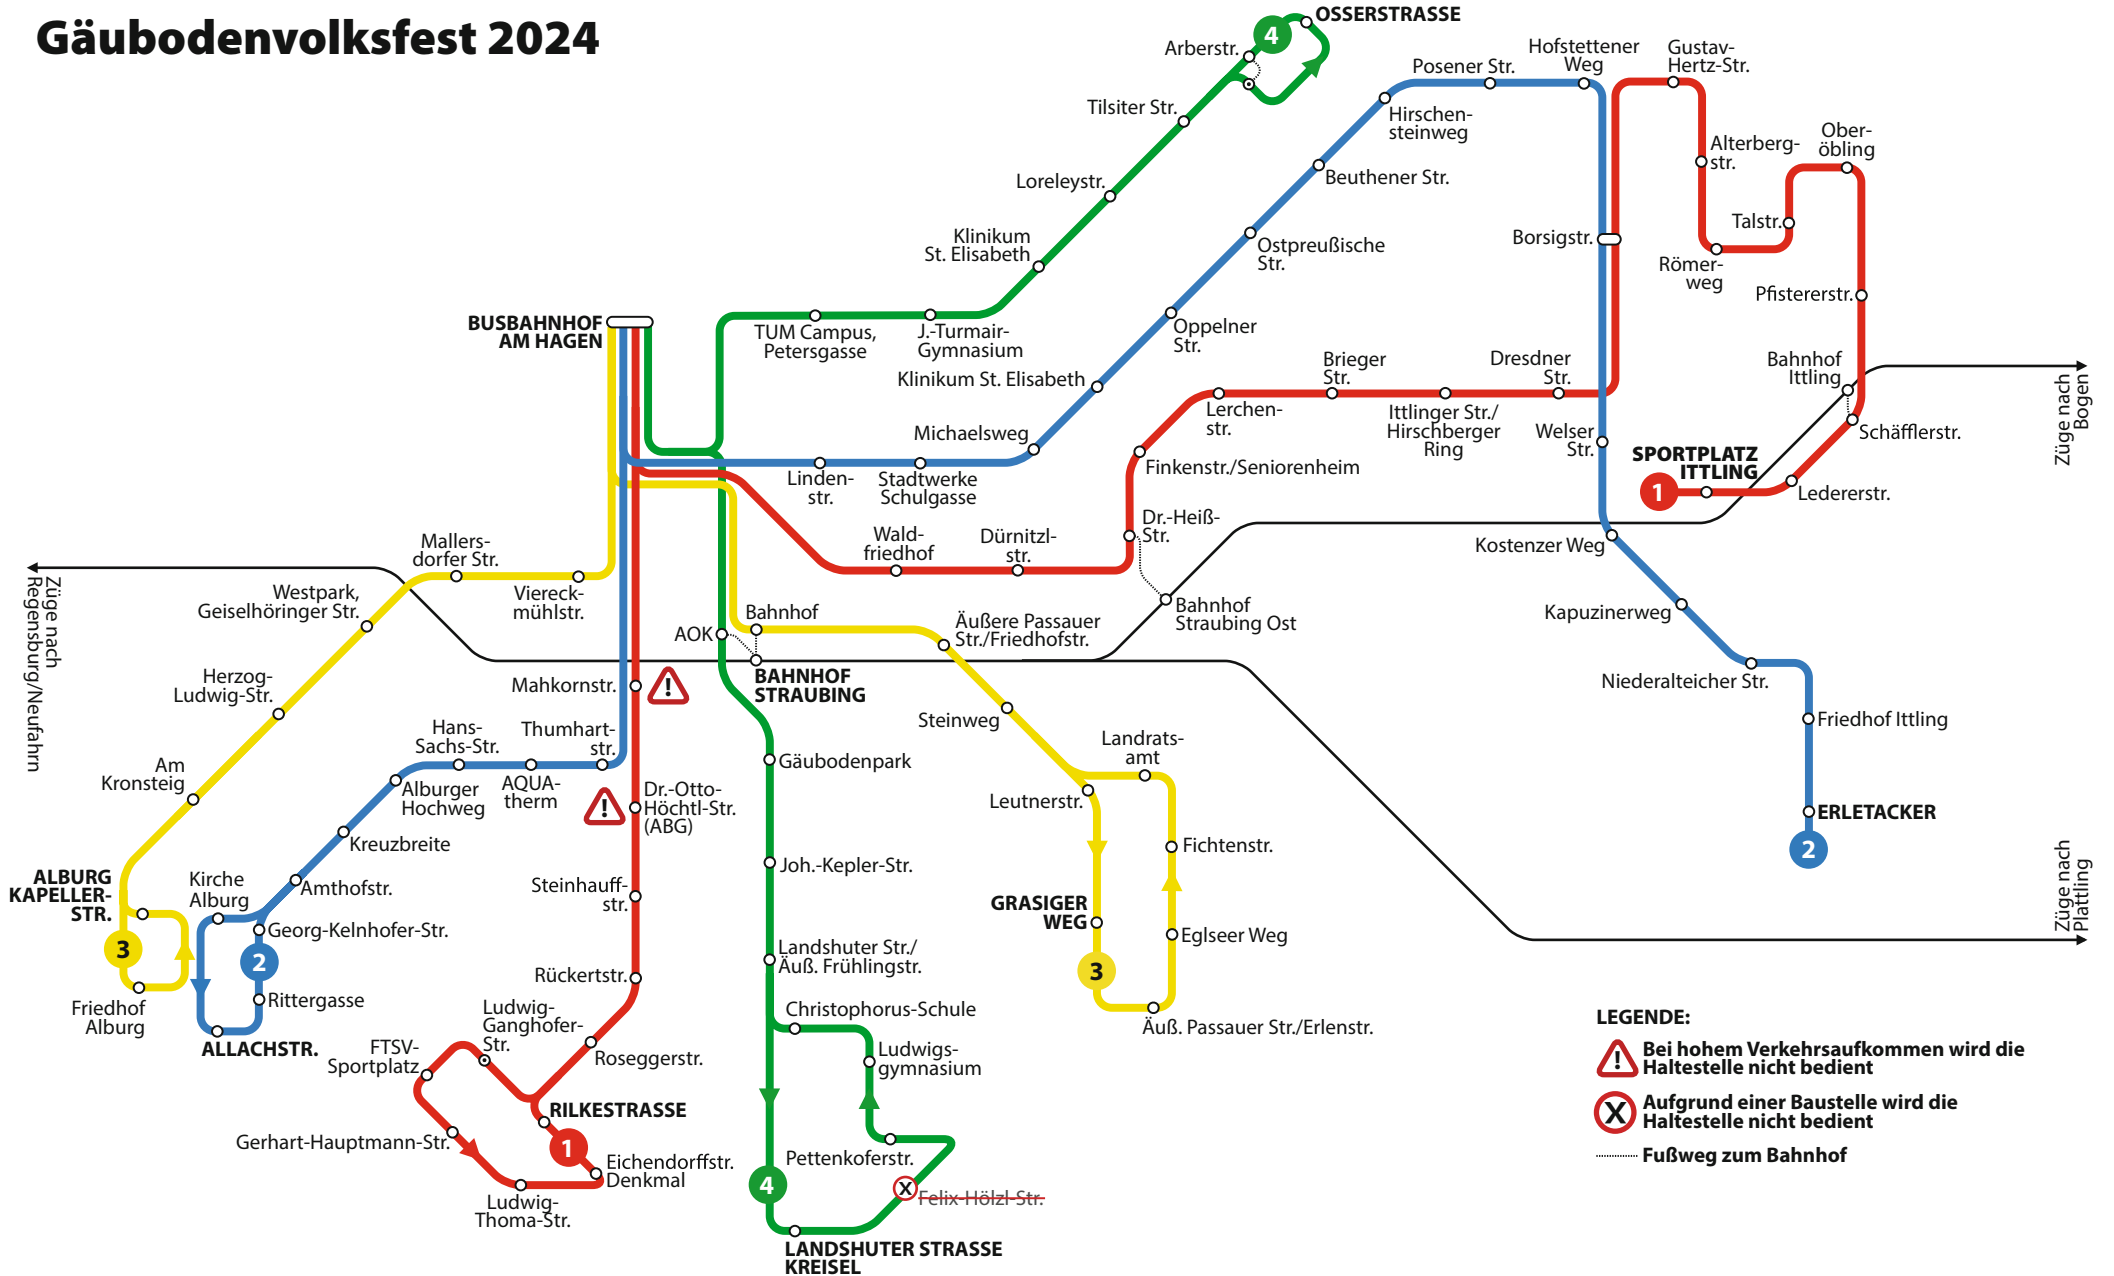 Gäubodenvolksfest 2024
4
OSSERSTRASSE
Arberstr.
Tilsiter Str.
Loreleystr.
Klinikum
St. Elisabeth
TUM Campus,
Petersgasse
J.-Turmair-
Gymnasium
BUSBAHNHOF
AM HAGEN
Posener Str.
Hofstettener
Weg
Gustav-
Hertz-Str.
Hirschen-
steinweg
Beuthener Str.
Ostpreußische
Str.
Oppelner
Str.
Klinikum St. Elisabeth
Michaelsweg
Linden-
str.
Stadtwerke
Schulgasse
Alterberg-
str.
Ober-
öbling
Talstr.
Römer-
weg
Borsigstr.
Pfistererstr.
Bahnhof
Ittling
Schäfflerstr.
Ledererstr.
SPORTPLATZ
ITTLING
1
Züge nach
Bogen
Brieger
Str.
Dresdner
Str.
Lerchen-
str.
Ittlinger Str./
Hirschberger
Ring
Welser
Str.
Finkenstr./Seniorenheim
Dr.-Heiß-
Str.
Wald-
friedhof
Dürnitzl-
str.
Bahnhof
Straubing Ost
Kostenzer Weg
Kapuzinerweg
Niederalteicher Str.
Friedhof Ittling
ERLETACKER
2
Mallers-
dorfer Str.
Viereck-
mühlstr.
Westpark,
Geiselhöringer Str.
Züge nach
Regensburg/Neufahrn
Herzog-
Ludwig-Str.
Am
Kronsteig
ALBURG
KAPELLER-
STR.
3
Friedhof
Alburg
AOK
Bahnhof
BAHNHOF
STRAUBING
Äußere Passauer
Str./Friedhofstr.
Steinweg
Landrats-
amt
Leutnerstr.
Fichtenstr.
GRASIGER
WEG
Eglseer Weg
3
Äuß. Passauer Str./Erlenstr.
Mahkornstr.
!
Thumhart-
str.
Hans-
Sachs-Str.
AQUA-
therm
Alburger
Hochweg
Kreuzbreite
Amthofstr.
Kirche
Alburg
Georg-Kelnhofer-Str.
2
Rittergasse
ALLACHSTR.
!
Dr.-Otto-
Höchtl-Str.
(ABG)
Steinhauff-
str.
Rückertstr.
Roseggerstr.
Ludwig-
Ganghofer-
Str.
FTSV-
Sportplatz
Gerhart-Hauptmann-Str.
RILKESTRASSE
1
Eichendorffstr.
Denkmal
Ludwig-
Thoma-Str.
Gäubodenpark
Joh.-Kepler-Str.
Landshuter Str./
Äuß. Frühlingstr.
Christophorus-Schule
Ludwigs-
gymnasium
Pettenkoferstr.
4
X
Felix-Hölzl-Str.
LANDSHUTER STRASSE
KREISEL
Züge nach
Plattling
LEGENDE:
!
Bei hohem Verkehrsaufkommen wird die
Haltestelle nicht bedient
X
Aufgrund einer Baustelle wird die
Haltestelle nicht bedient
Fußweg zum Bahnhof